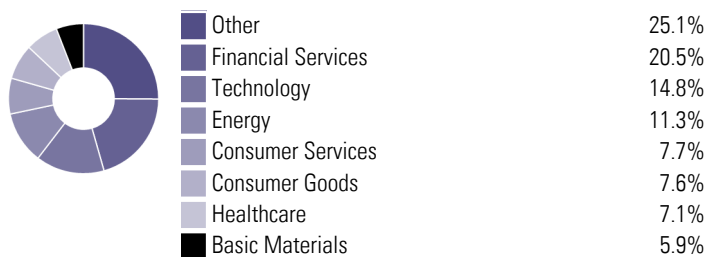 Other 25.1%
Financial Services 20.5%
Technology 14.8%
Energy 11.3%
Consumer Services 7.7%
Consumer Goods 7.6%
Healthcare 7.1%
Basic Materials 5.9%